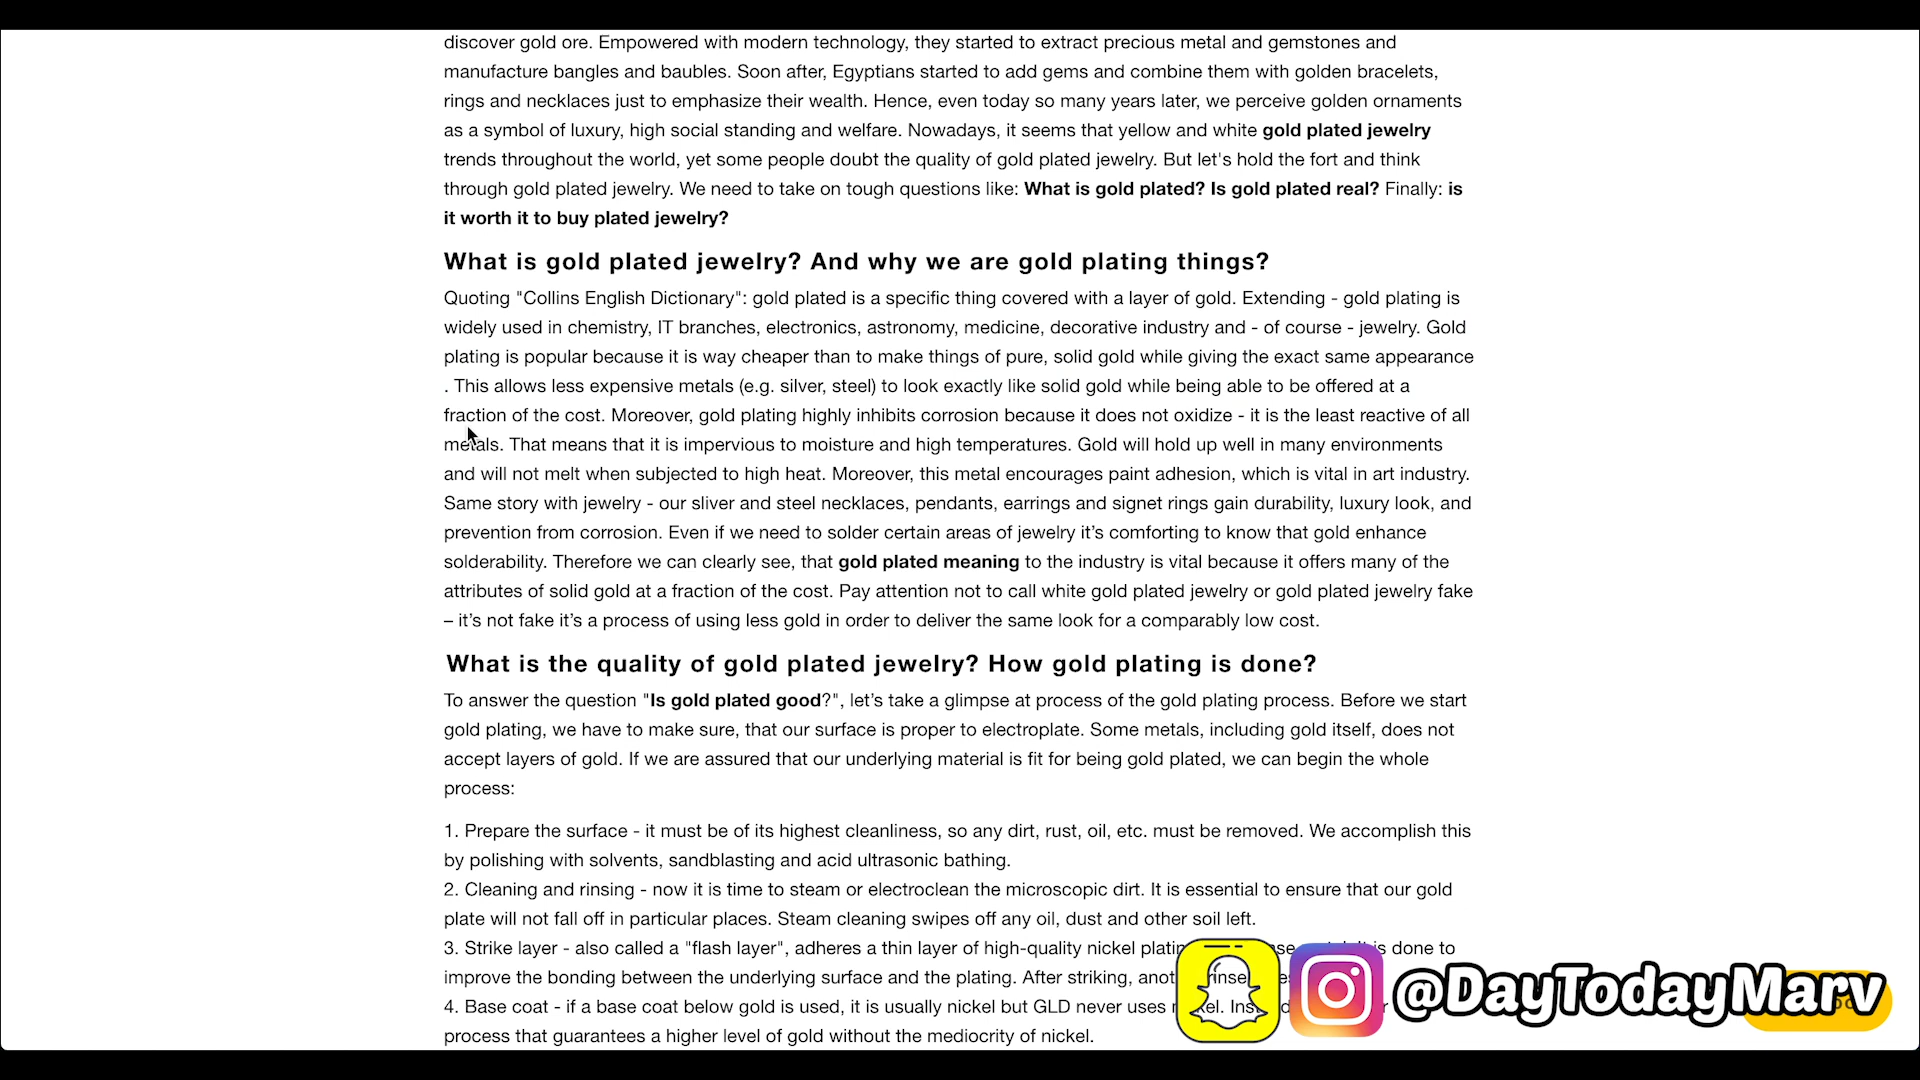 discover gold ore. Empowered with modern technology, they started to extract precious metal and gemstones and
manufacture bangles and baubles. Soon after, Egyptians started to add gems and combine them with golden bracelets,
rings and necklaces just to emphasize their wealth. Hence, even today so many years later, we perceive golden ornaments
as a symbol of luxury, high social standing and welfare. Nowadays, it seems that yellow and white gold plated jewelry
trends throughout the world, yet some people doubt the quality of gold plated jewelry. But let's hold the fort and think
through gold plated jewelry. We need to take on tough questions like: What is gold plated? Is gold plated real? Finally: is
it worth it to buy plated jewelry?
What is gold plated jewelry? And why we are gold plating things?
Quoting "Collins English Dictionary": gold plated is a specific thing covered with a layer of gold. Extending - gold plating is
widely used in chemistry, IT branches, electronics, astronomy, medicine, decorative industry and - of course - jewelry. Gold
plating is popular because it is way cheaper than to make things of pure, solid gold while giving the exact same appearance
. This allows less expensive metals (e.g. silver, steel) to look exactly like solid gold while being able to be offered at a
fraction of the cost. Moreover, gold plating highly inhibits corrosion because it does not oxidize - it is the least reactive of all
metals. That means that it is impervious to moisture and high temperatures. Gold will hold up well in many environments
and will not melt when subjected to high heat. Moreover, this metal encourages paint adhesion, which is vital in art industry.
Same story with jewelry - our sliver and steel necklaces, pendants, earrings and signet rings gain durability, luxury look, and
prevention from corrosion. Even if we need to solder certain areas of jewelry it’s comforting to know that gold enhance
solderability. Therefore we can clearly see, that gold plated meaning to the industry is vital because it offers many of the
attributes of solid gold at a fraction of the cost. Pay attention not to call white gold plated jewelry or gold plated jewelry fake
– it’s not fake it’s a process of using less gold in order to deliver the same look for a comparably low cost.
What is the quality of gold plated jewelry? How gold plating is done?
To answer the question "Is gold plated good?", let’s take a glimpse at process of the gold plating process. Before we start
gold plating, we have to make sure, that our surface is proper to electroplate. Some metals, including gold itself, does not
accept layers of gold. If we are assured that our underlying material is fit for being gold plated, we can begin the whole
process:
1. Prepare the surface - it must be of its highest cleanliness, so any dirt, rust, oil, etc. must be removed. We accomplish this
by polishing with solvents, sandblasting and acid ultrasonic bathing.
2. Cleaning and rinsing - now it is time to steam or electroclean the microscopic dirt. It is essential to ensure that our gold
plate will not fall off in particular places. Steam cleaning swipes off any oil, dust and other soil left.
3. Strike layer - also called a "flash layer", adheres a thin layer of high-quality nickel is done to
improve the bonding between the underlying surface and the plating. After striking,
4. Base coat - if a base coat below gold is used, it is usually nickel but GLD never uses
process that guarantees a higher level of gold without the mediocrity of nickel.
@DayTodayMarv